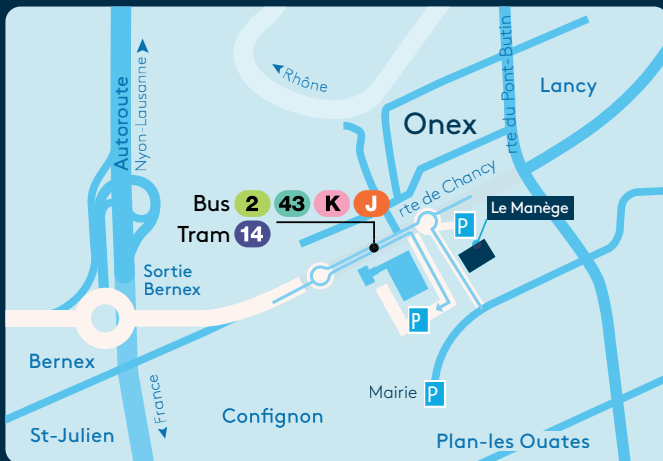 Autoroute
Nyon-Lausanne
Rhône
rte du Pont-Butin
Lancy
Onex
rte de Chancy
Bus 2 43 K J
Tram 14
P
Le Manège
Sortie
Bernex
P
Bernex
France
Mairie P
Confignon
St-Julien
Plan-les Ouates